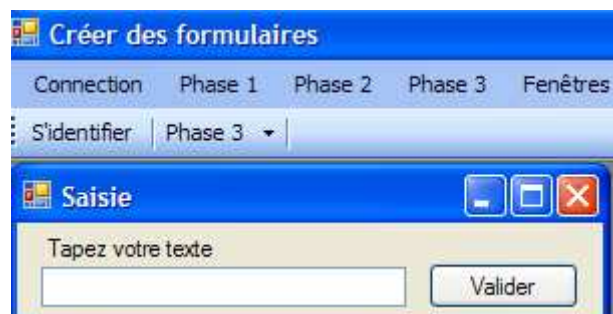 Créer des formulaires
Connection Phase 1 Phase 2 Phase 3 Fenêtres
S'identifier Phase 3
Saisie
Tapez votre texte
Valider